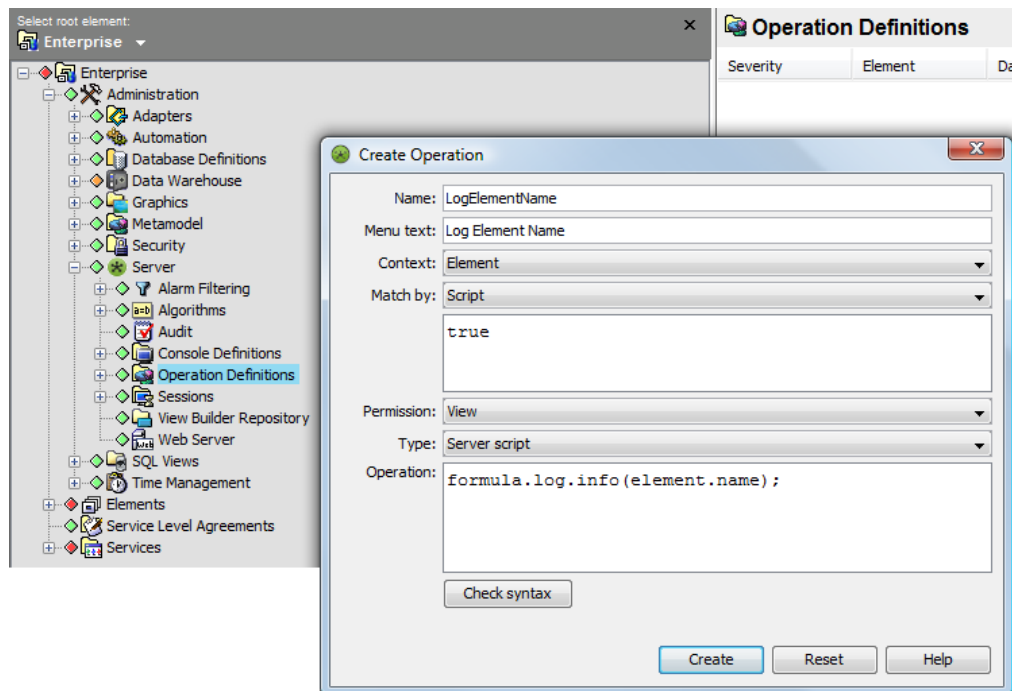 Select root element:
Enterprise
Enterprise
Administration
Adapters
Automation
Database Definitions
Data Warehouse
Graphics
Metamodel
Security
Server
Alarm Filtering
a=b Algorithms
Audit
Console Definitions
Operation Definitions
Sessions
View Builder Repository
Web Server
SQL Views
Time Management
Elements
Service Level Agreements
Services
Operation Definitions
Severity Element Da
Create Operation
Name: LogElementName
Menu text: Log Element Name
Context: Element
Match by: Script
true
Permission: View
Type: Server script
Operation: formula.log.info(element.name);
Check syntax
Create Reset Help